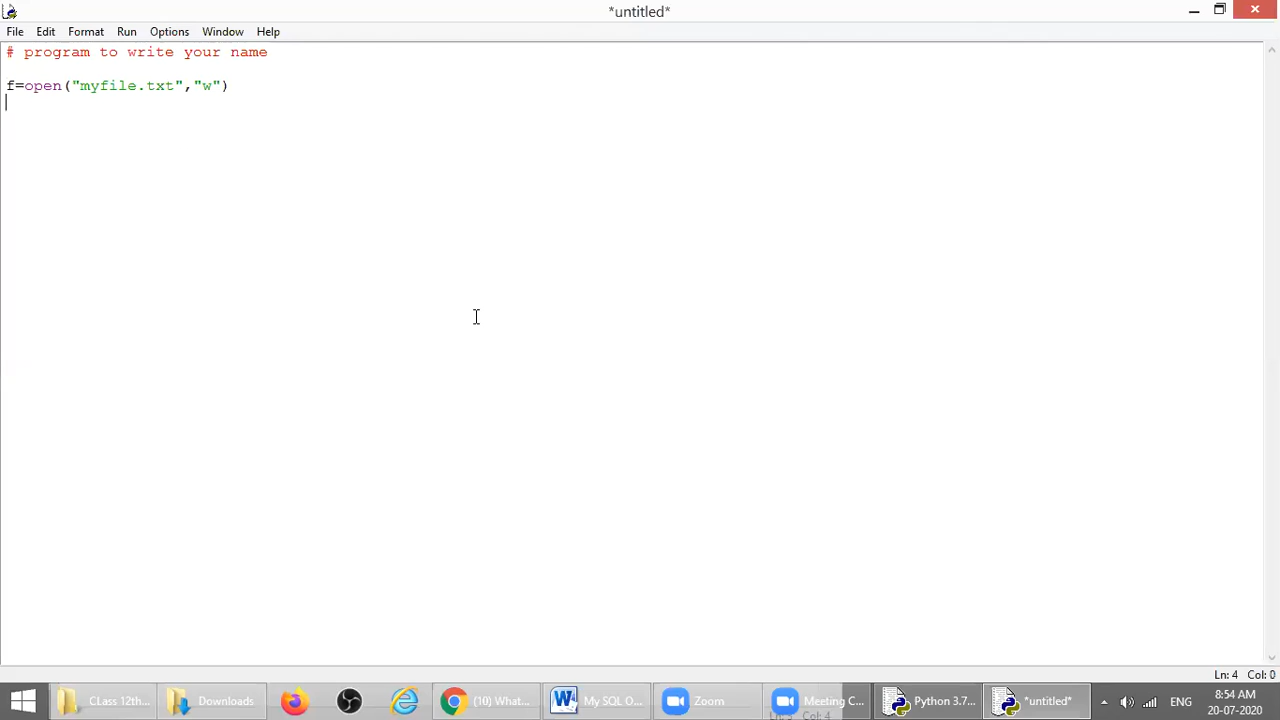 *untitled*
File Edit Format Run Options Window Help
# program to write your name
f=open("myfile.txt","w")
Ln: 4 Col: 0
CLass 12th... Downloads (10) What... My SQL O... Zoom Meeting C... Python 3.7... *untitled* ENG 8:54 AM
20-07-2020